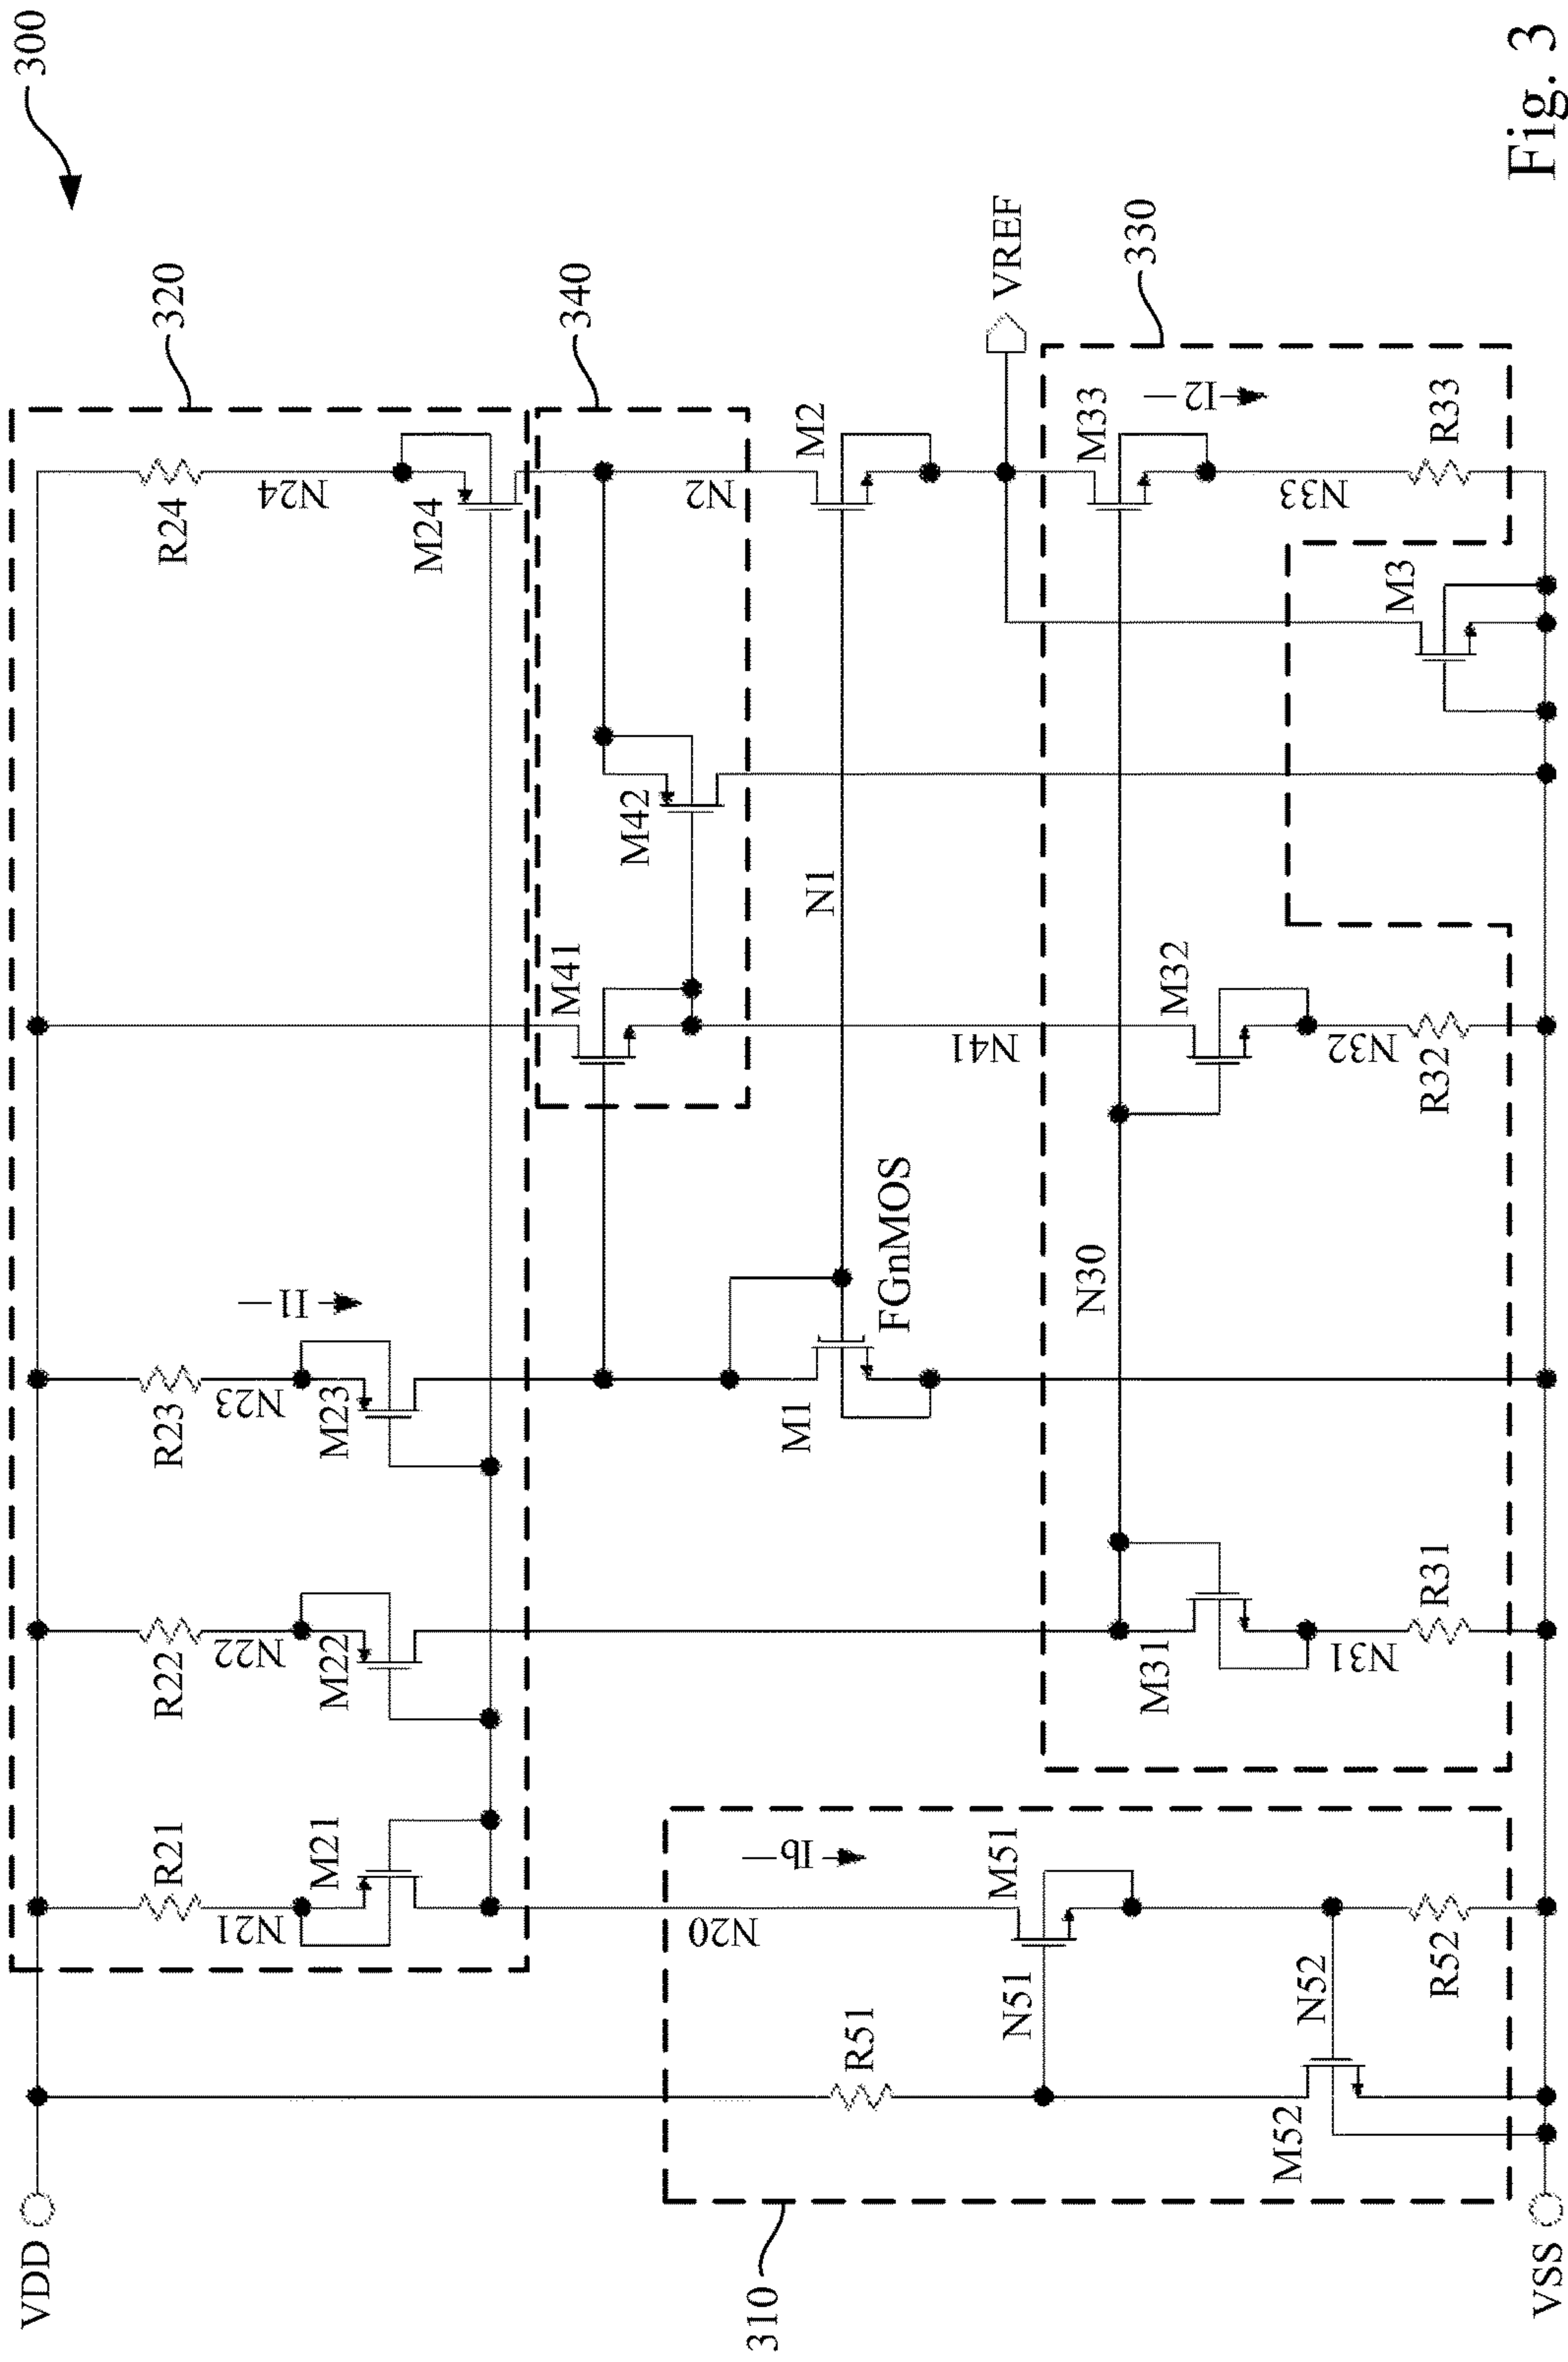 300
VDD
R21
N21
M21
R22
N22
M22
R23
N23
M23
I1
R24
N24
M24
320
M41
M42
340
N20
Ib
N41
N2
M1
FGnMOS
N1
M2
VREF
310
R51
N51
M51
M52
N52
R52
M31
N31
R31
N30
M32
N32
R32
M3
M33
I2
N33
R33
330
VSS
Fig. 3